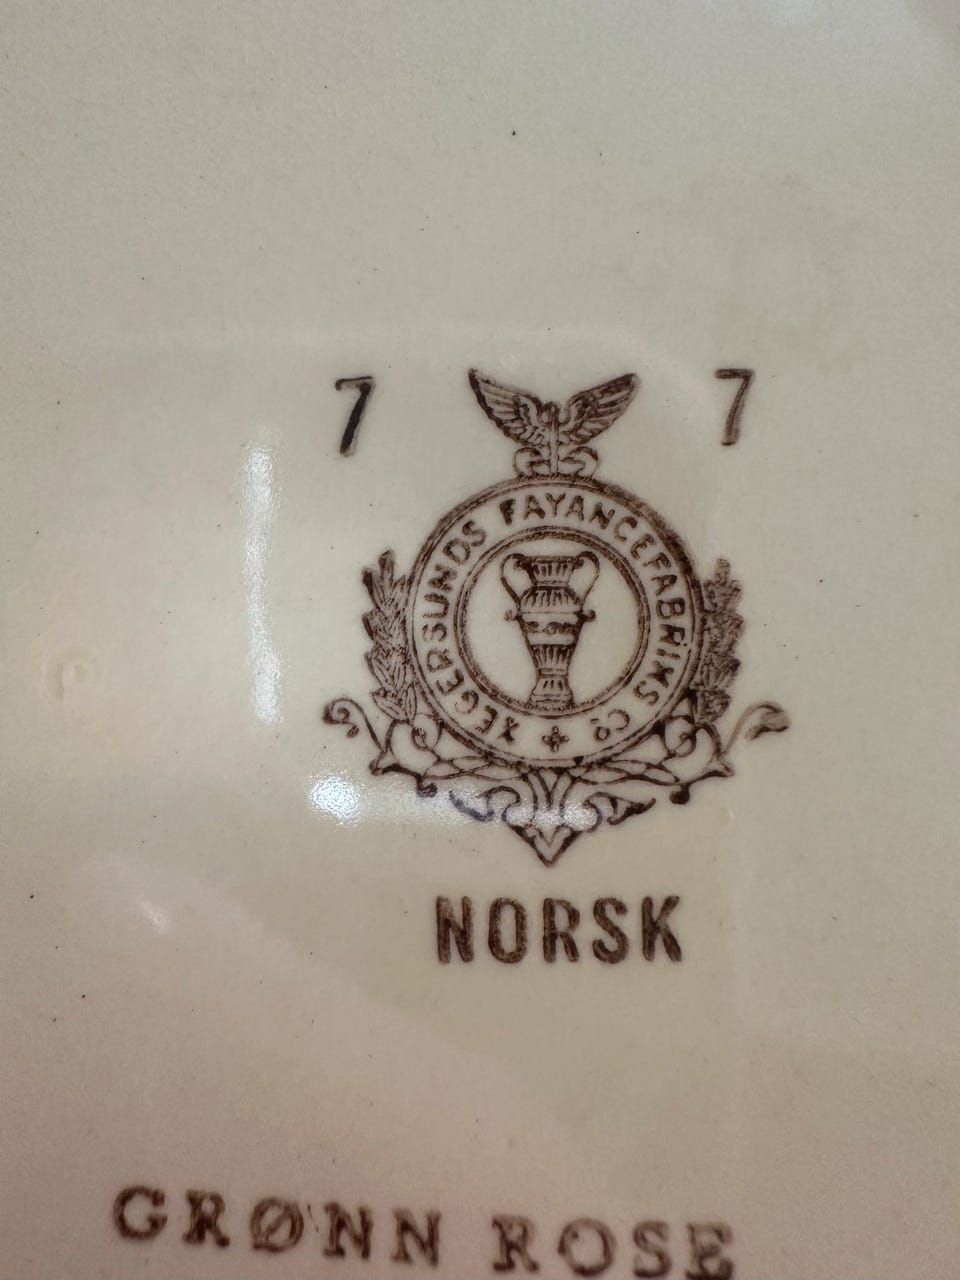 7 7
EGERSUNDS FAYANCEFABRIKS Co.
NORSK
GRØNN ROSE